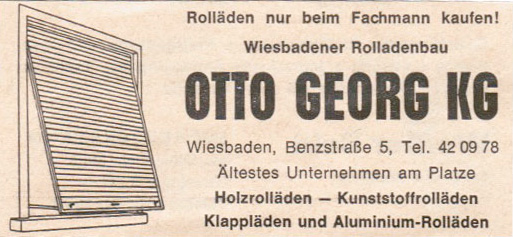 Rolläden nur beim Fachmann kaufen!
Wiesbadener Rolladenbau
OTTO GEORG KG
Wiesbaden, Benzstraße 5, Tel. 42 09 78
Ältestes Unternehmen am Platze
Holzrolläden – Kunststoffrolläden
Klappläden und Aluminium-Rolläden